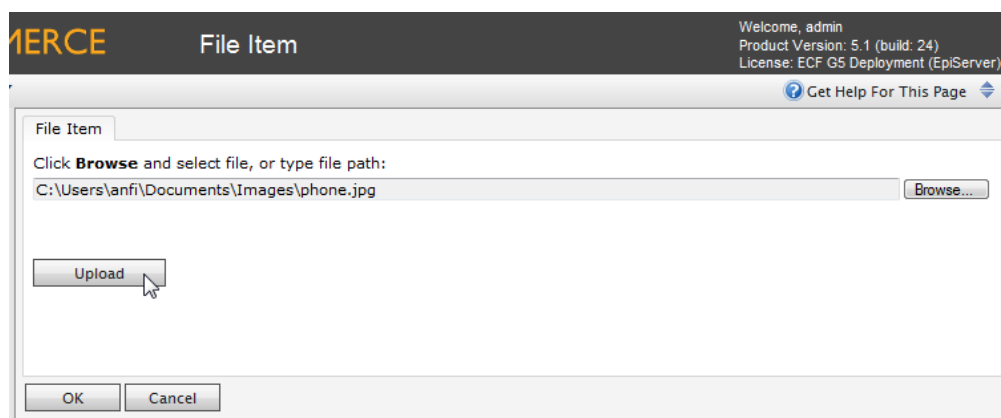 MERCE
File Item
Welcome, admin
Product Version: 5.1 (build: 24)
License: ECF G5 Deployment (EpiServer)
Get Help For This Page
File Item
Click Browse and select file, or type file path:
C:\Users\anfi\Documents\Images\phone.jpg
Browse...
Upload
OK
Cancel